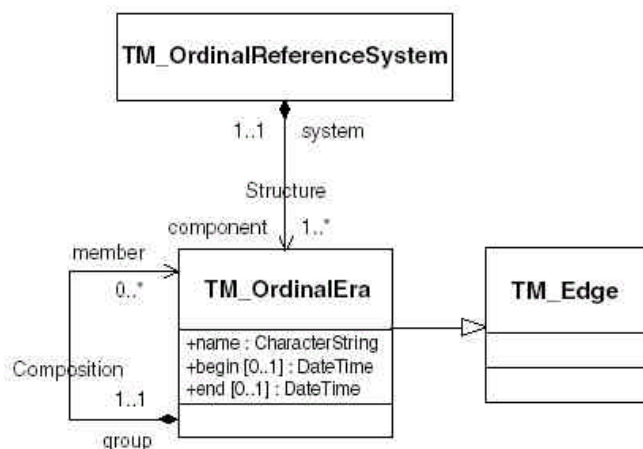 TM_OrdinalReferenceSystem
1..1 system
Structure
component 1..*
member
0..*
TM_OrdinalEra
TM_Edge
+name : CharacterString
+begin [0..1] : DateTime
+end [0..1] : DateTime
Composition
1..1
group